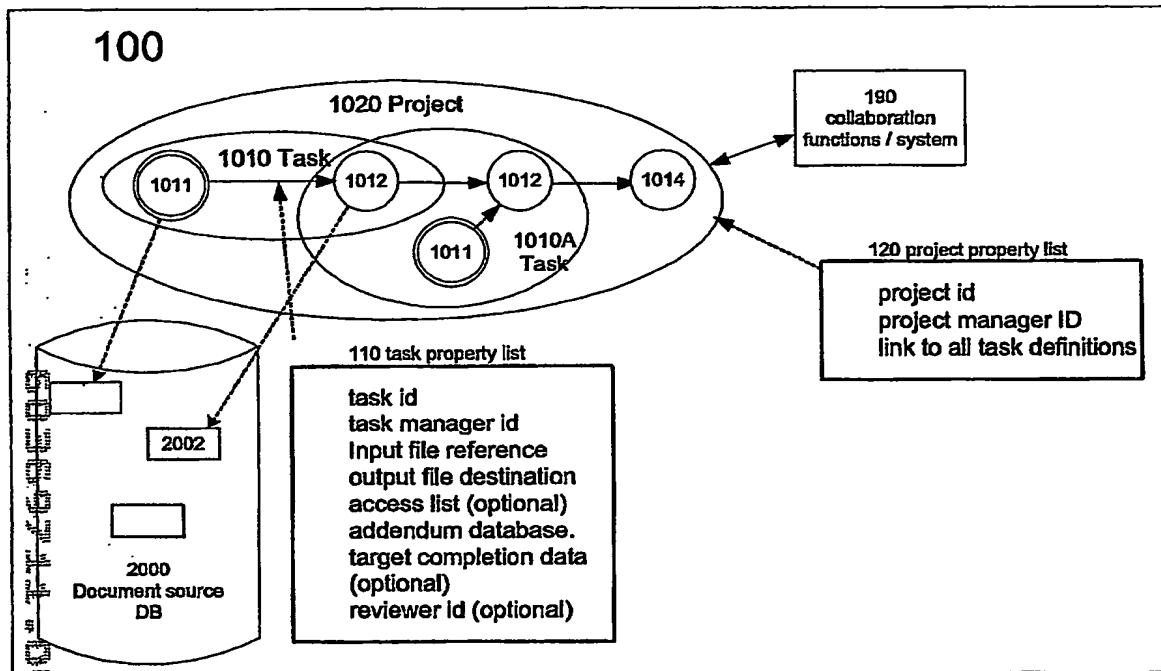 100
1020 Project
190
collaboration
functions / system
1010 Task
1011
1012
1012
1014
1011
1010A
Task
120 project property list
project id
project manager ID
link to all task definitions
110 task property list
task id
task manager id
Input file reference
output file destination
access list (optional)
addendum database.
target completion data
(optional)
reviewer id (optional)
2002
2000
Document source
DB